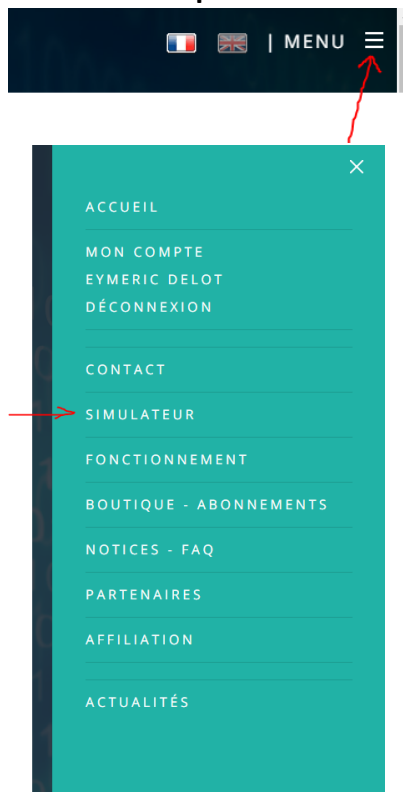 | MENU
ACCUEIL
MON COMPTE
EYMERIC DELOT
DÉCONNEXION
CONTACT
SIMULATEUR
FONCTIONNEMENT
BOUTIQUE - ABONNEMENTS
NOTICES - FAQ
PARTENAIRES
AFFILIATION
ACTUALITÉS